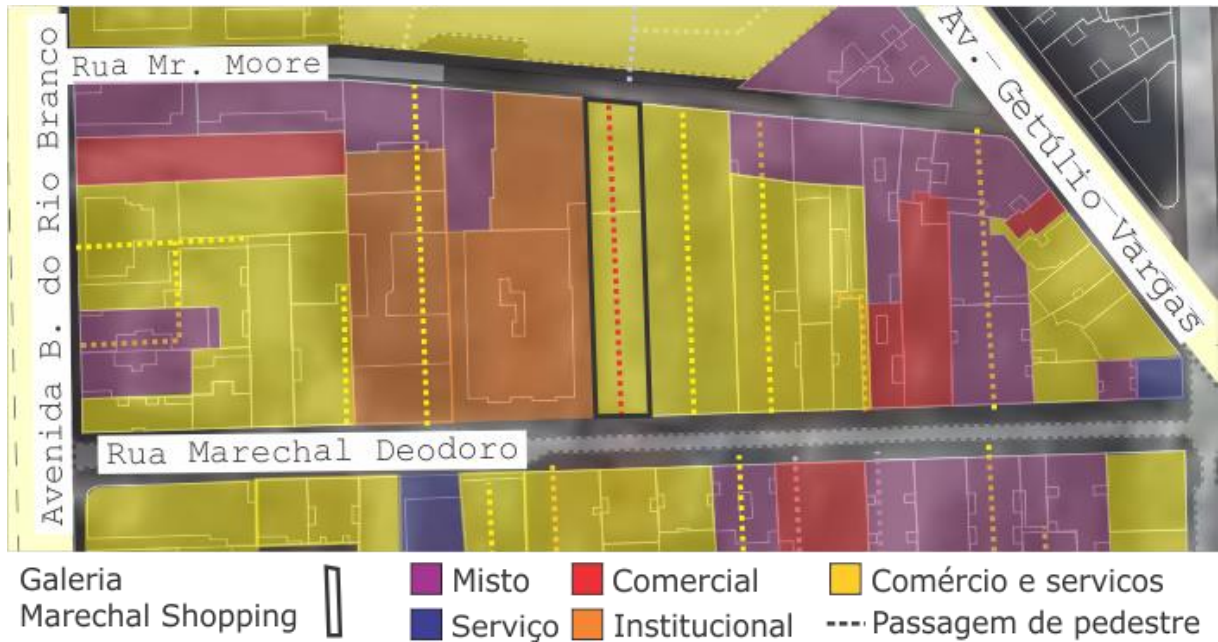 Rua Mr. Moore
Av. Getúlio Vargas
Avenida B. do Rio Branco
Rua Marechal Deodoro
Galeria
Marechal Shopping
Misto
Comercial
Comércio e servicos
Serviço
Institucional
Passagem de pedestre